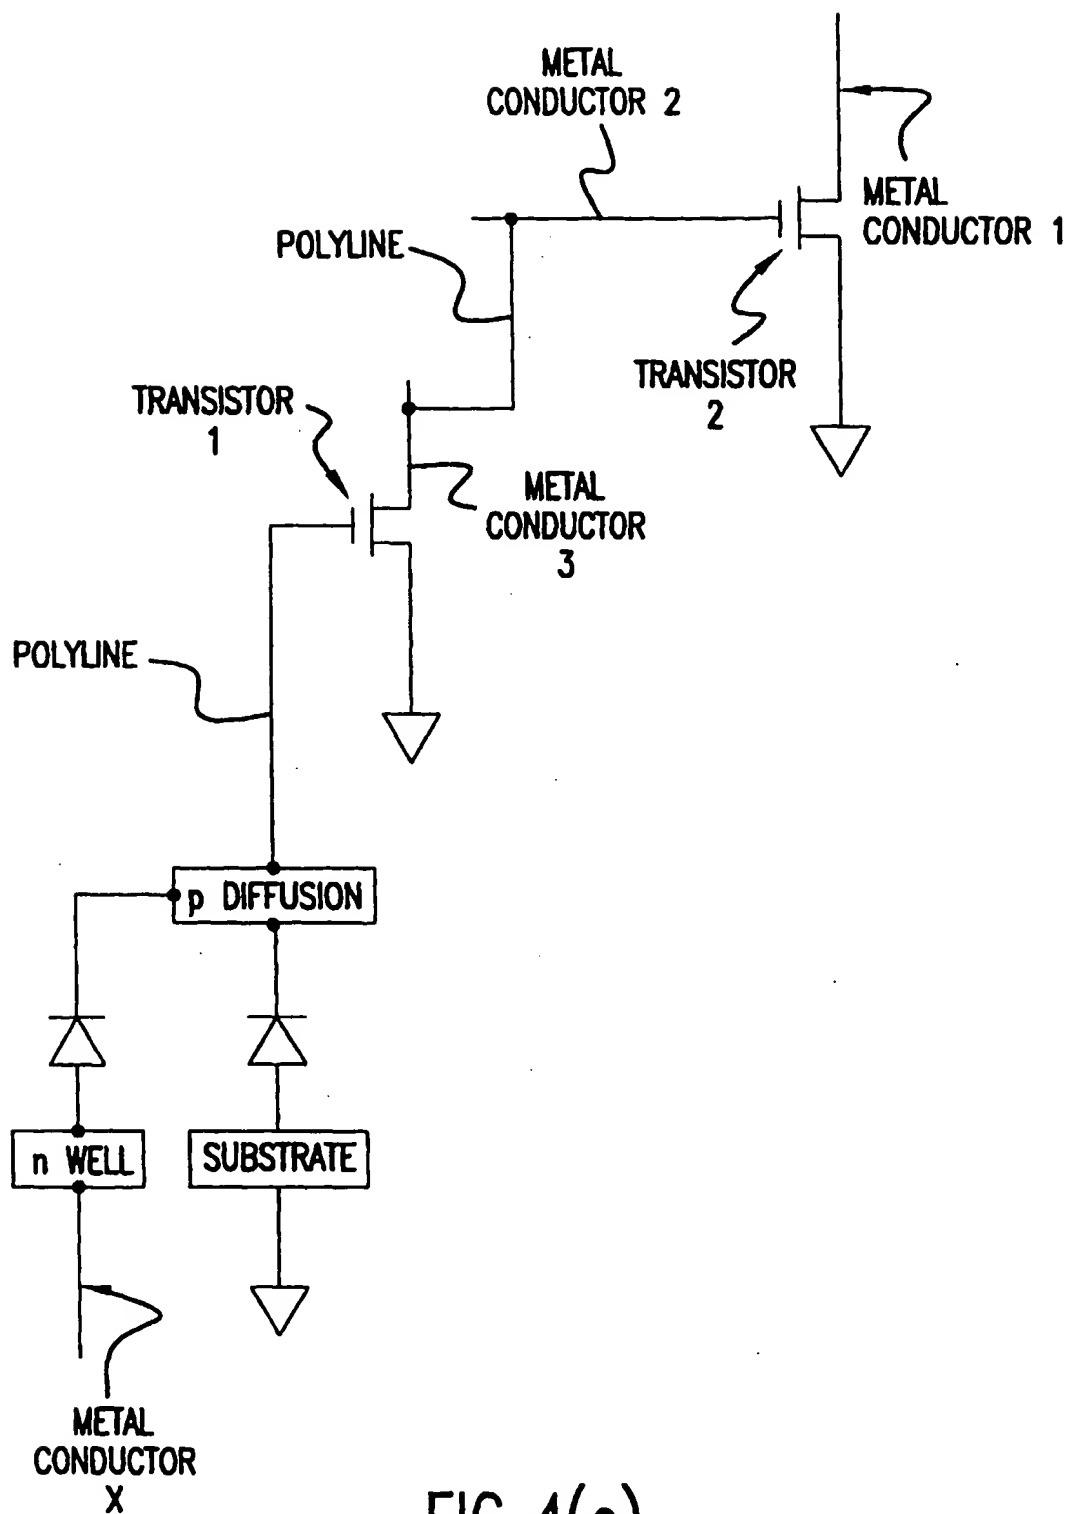 METAL
CONDUCTOR 2
METAL
CONDUCTOR 1
POLYLINE
TRANSISTOR
2
TRANSISTOR
1
METAL
CONDUCTOR
3
POLYLINE
p DIFFUSION
n WELL
SUBSTRATE
METAL
CONDUCTOR
X